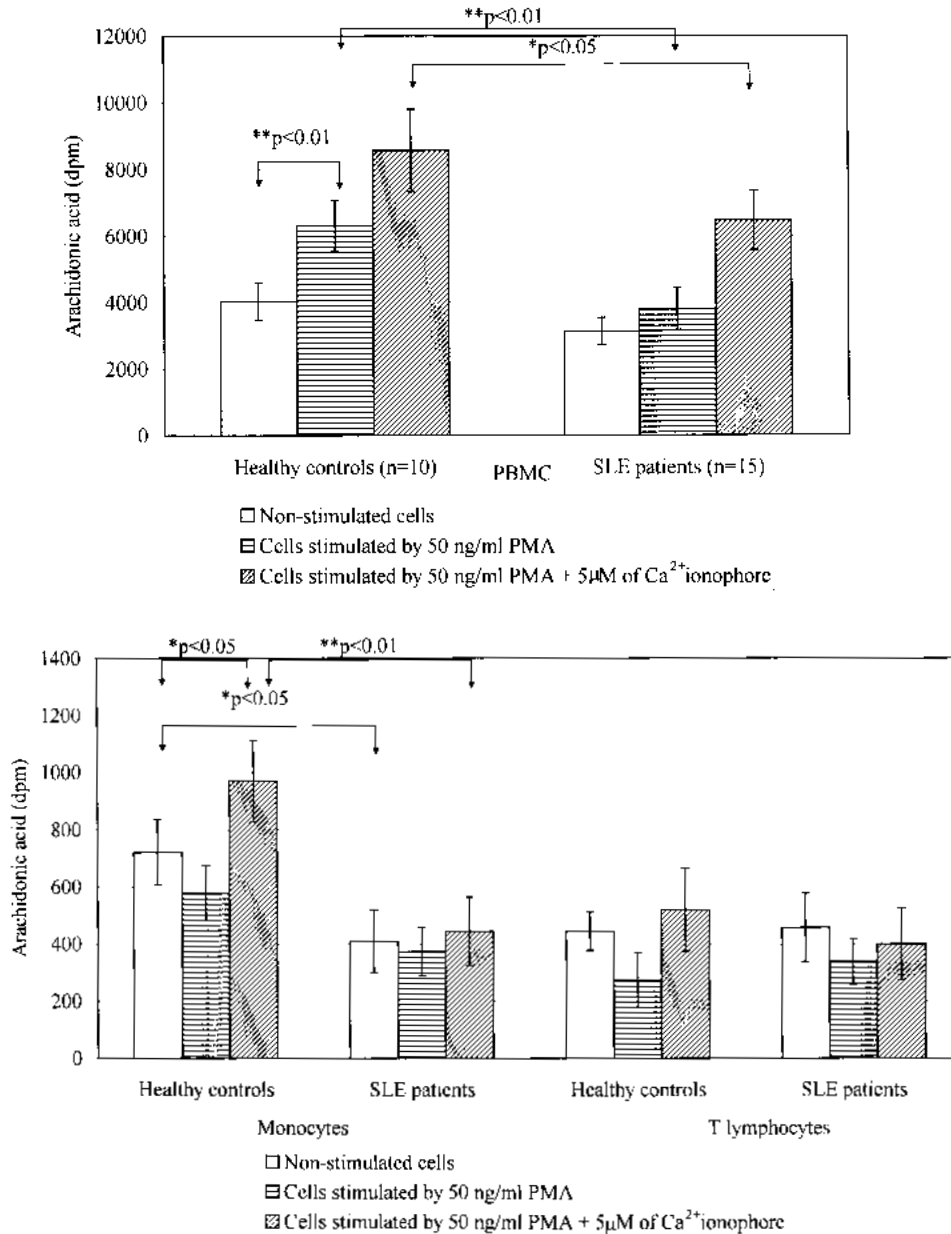 **p<0.01
12000
*p<0.05
10000
**p<0.01
8000
6000
4000
2000
0
Arachidonic acid (dpm)
Healthy controls (n=10) PBMC SLE patients (n=15)
Non-stimulated cells
Cells stimulated by 50 ng/ml PMA
Cells stimulated by 50 ng/ml PMA + 5μM of Ca²⁺ionophore
*p<0.05 **p<0.01
1400
*p<0.05
1200
1000
800
600
400
200
0
Arachidonic acid (dpm)
Healthy controls SLE patients Healthy controls SLE patients
Monocytes T lymphocytes
Non-stimulated cells
Cells stimulated by 50 ng/ml PMA
Cells stimulated by 50 ng/ml PMA + 5μM of Ca²⁺ionophore